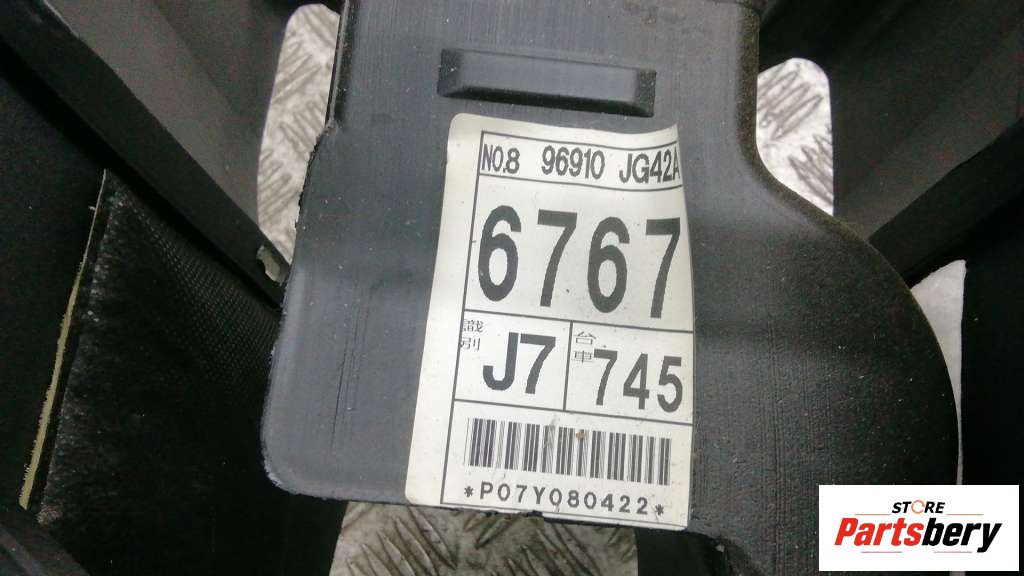 NO.8 96910 JG42A
6767
識別 J7 台車 745
*P07Y080422*
STORE
Partsbery